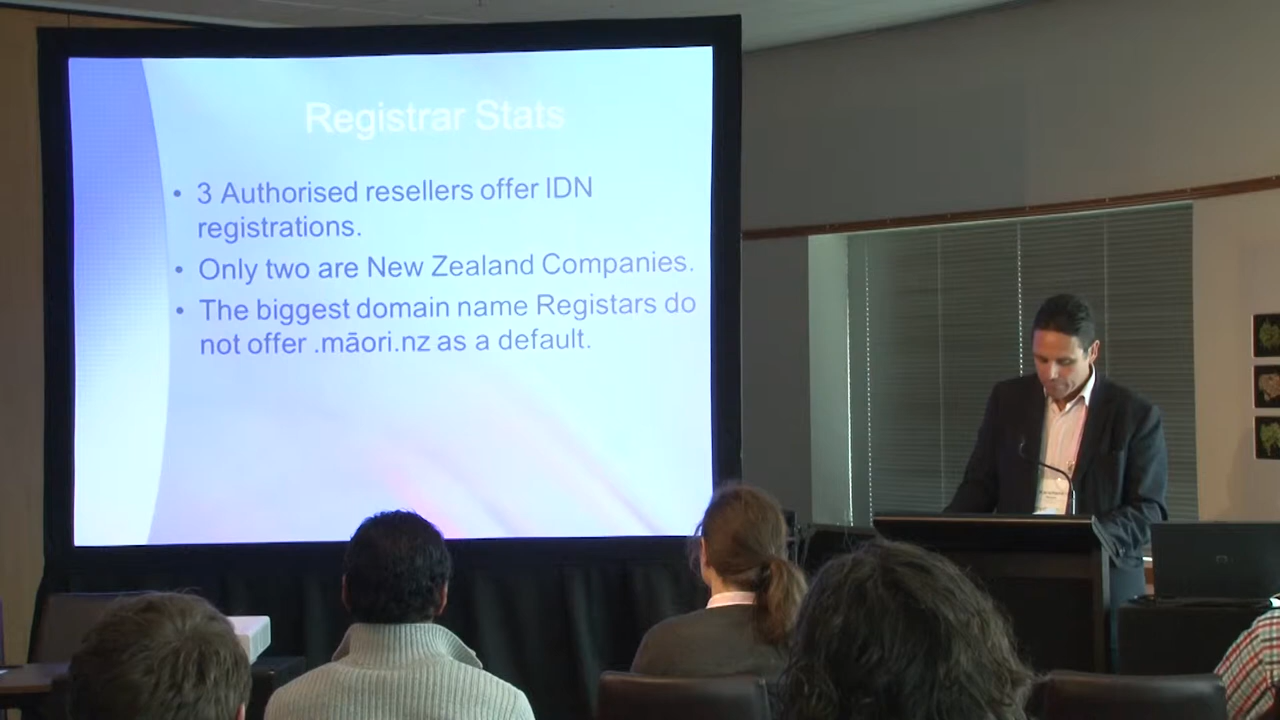 Registrar Stats
• 3 Authorised resellers offer IDN
registrations.
• Only two are New Zealand Companies.
• The biggest domain name Registars do
not offer .māori.nz as a default.